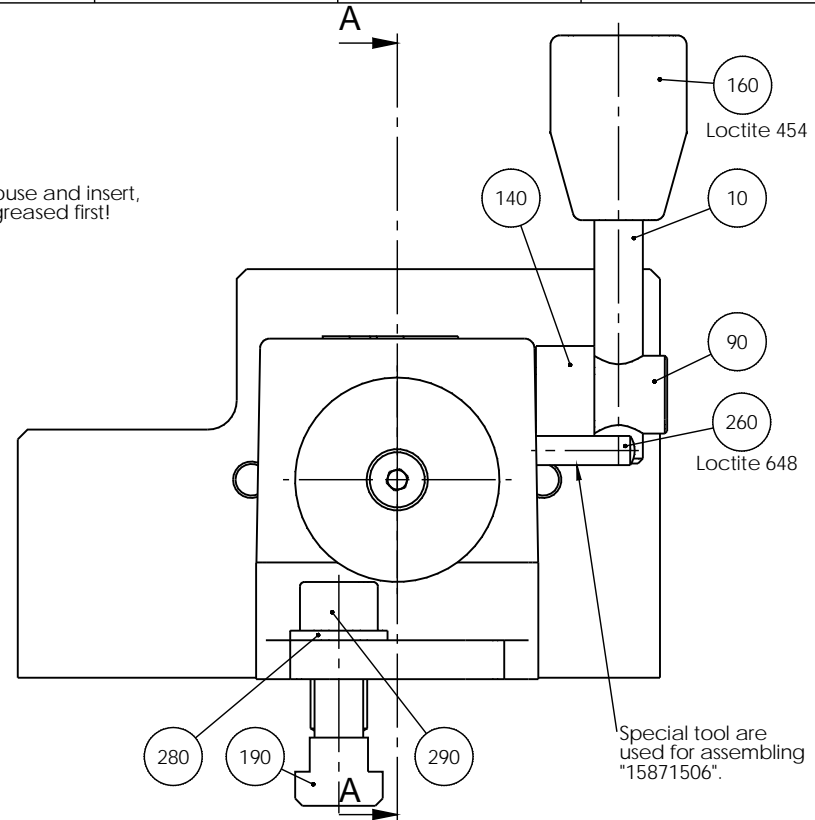 A
160
Loctite 454
and insert,
greased first!
140
10
90
260
Loctite 648
Special tool are
used for assembling
"15871506".
280
190
290
A